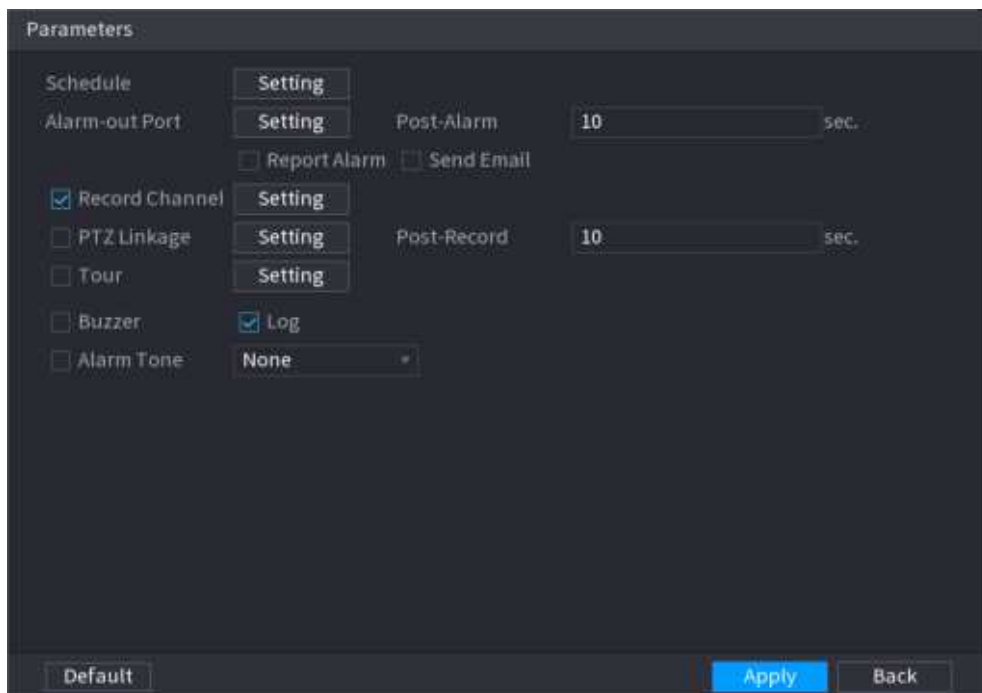 Parameters
Schedule Setting
Alarm-out Port Setting Post-Alarm 10 sec.
Report Alarm Send Email
Record Channel Setting
PTZ Linkage Setting Post-Record 10 sec.
Tour Setting
Buzzer Log
Alarm Tone None
Default Apply Back